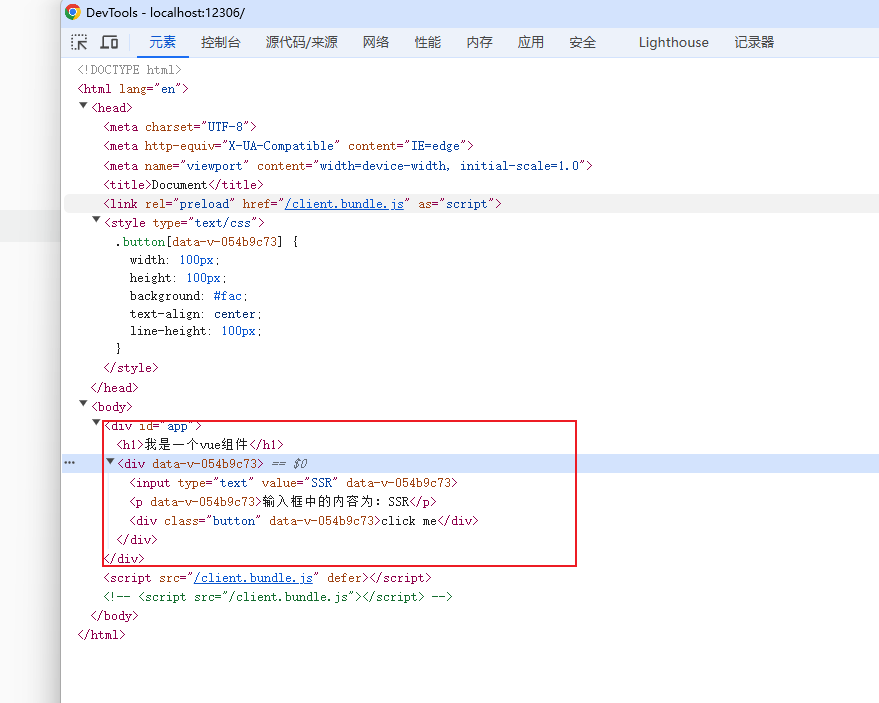 DevTools - localhost:12306/
元素 控制台 源代码/来源 网络 性能 内存 应用 安全 Lighthouse 记录器
<!DOCTYPE html>
<html lang="en">
<head>
<meta charset="UTF-8">
<meta http-equiv="X-UA-Compatible" content="IE=edge">
<meta name="viewport" content="width=device-width, initial-scale=1.0">
<title>Document</title>
<link rel="preload" href="/client.bundle.js" as="script">
<style type="text/css">
.button[data-v-054b9c73] {
width: 100px;
height: 100px;
background: #fac;
text-align: center;
line-height: 100px;
}
</style>
</head>
<body>
<div id="app">
<h1>我是一个vue组件</h1>
<div data-v-054b9c73> == $0
<input type="text" value="SSR" data-v-054b9c73>
<p data-v-054b9c73>输入框中的内容为: SSR</p>
<div class="button" data-v-054b9c73>click me</div>
</div>
</div>
<script src="/client.bundle.js" defer></script>
<!-- <script src="/client.bundle.js"></script> -->
</body>
</html>